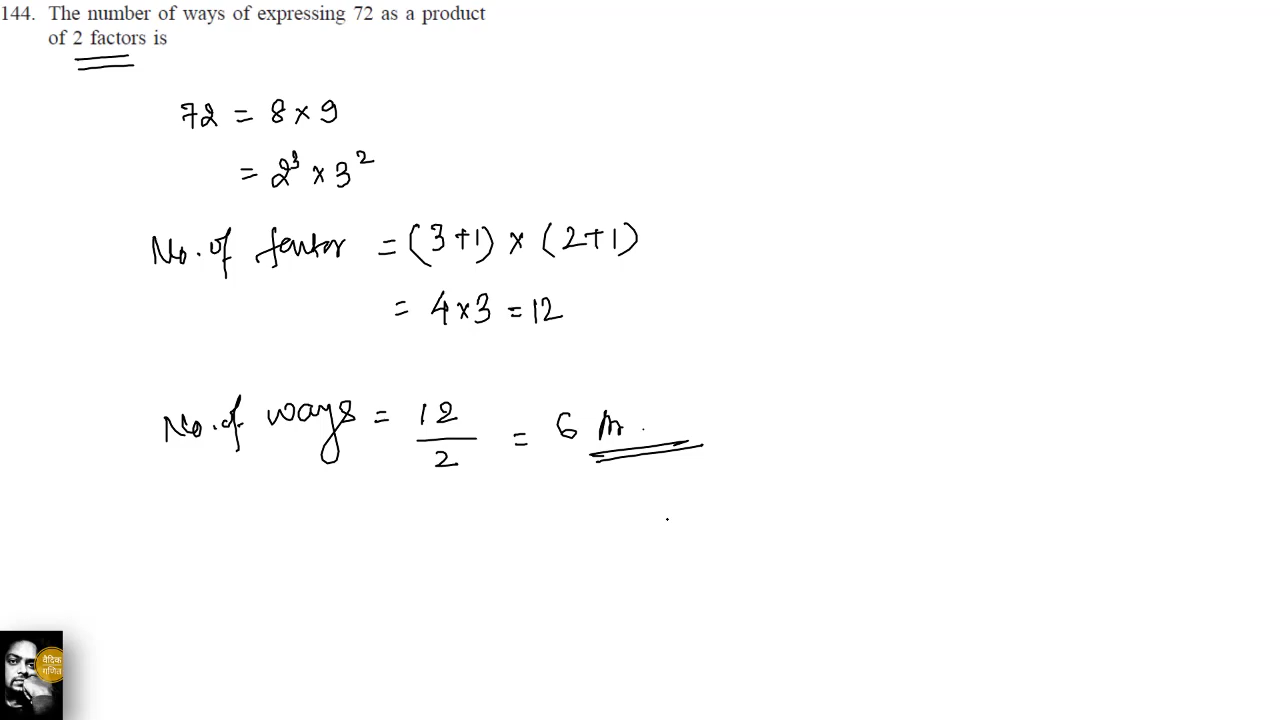 144. The number of ways of expressing 72 as a product
of 2 factors is
72 = 8 × 9
= 2³ × 3²
No. of factor = (3+1) × (2+1)
= 4×3 = 12
No. of ways = 12/2 = 6
वैदिक
गणित